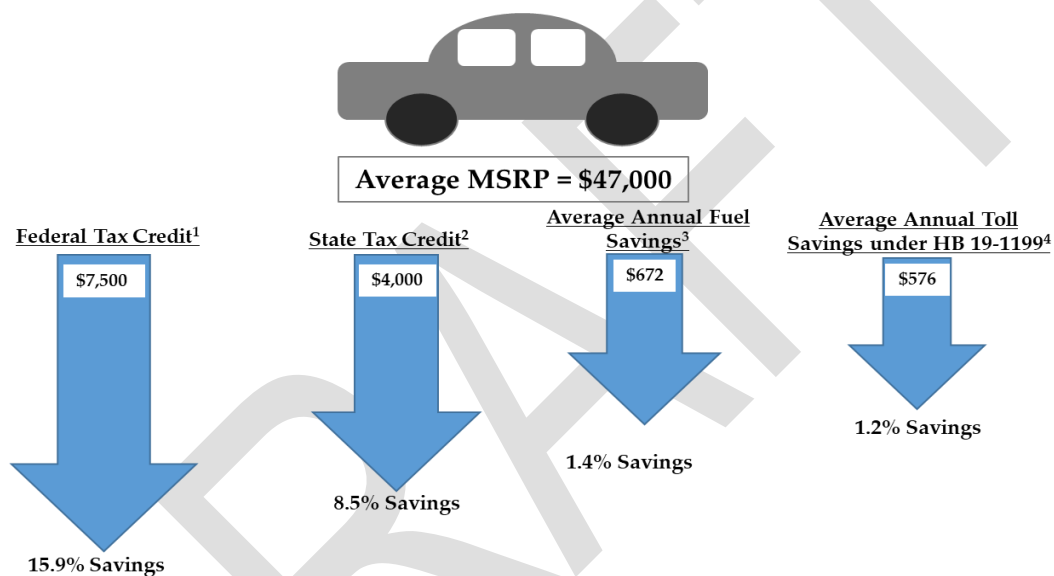 Average MSRP = $47,000
Federal Tax Credit1
$7,500
15.9% Savings
State Tax Credit2
$4,000
8.5% Savings
Average Annual Fuel
Savings3
$672
1.4% Savings
Average Annual Toll
Savings under HB 19-11994
$576
1.2% Savings
DRAFT